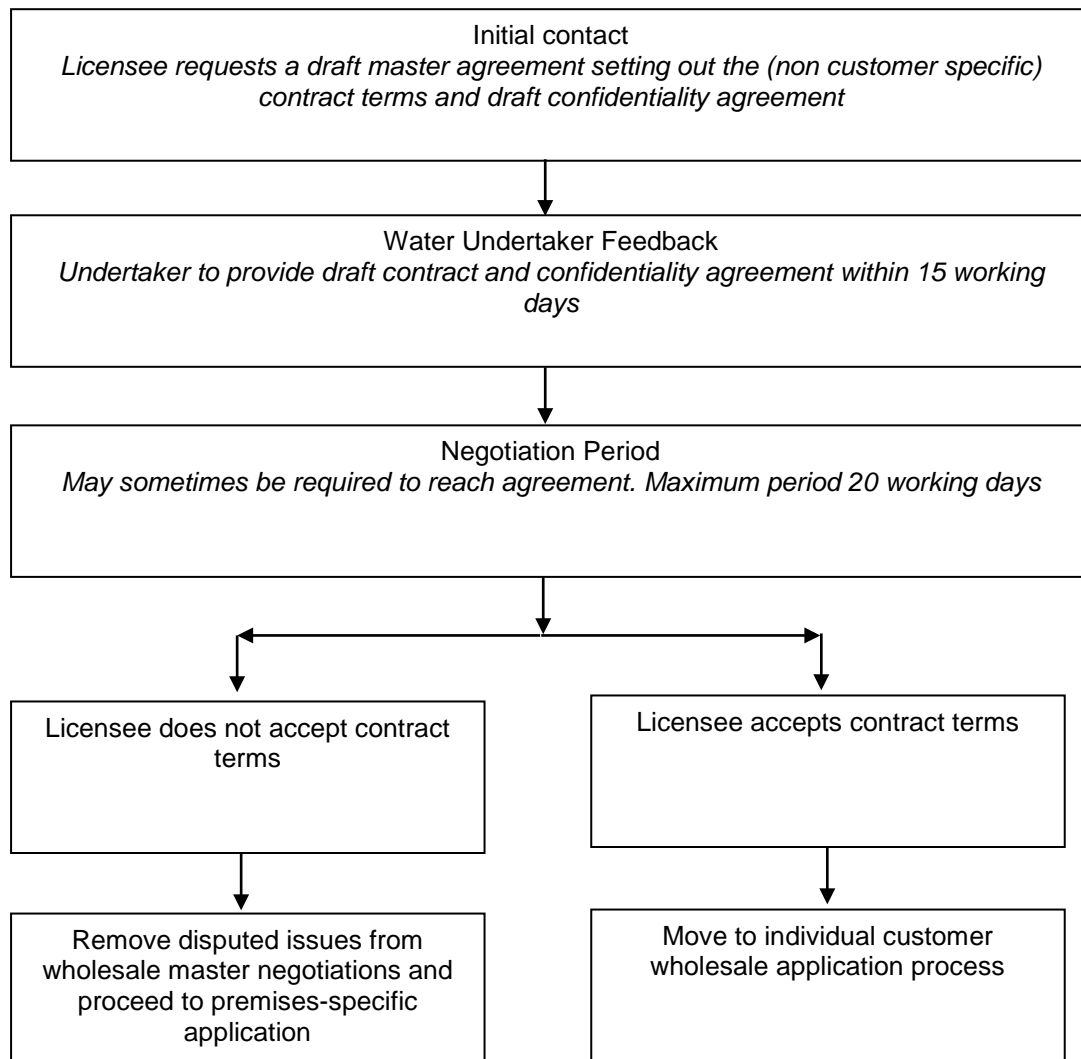 Initial contact
Licensee requests a draft master agreement setting out the (non customer specific)
contract terms and draft confidentiality agreement
Water Undertaker Feedback
Undertaker to provide draft contract and confidentiality agreement within 15 working
days
Negotiation Period
May sometimes be required to reach agreement. Maximum period 20 working days
Licensee does not accept contract
terms
Licensee accepts contract terms
Remove disputed issues from
wholesale master negotiations and
proceed to premises-specific
application
Move to individual customer
wholesale application process